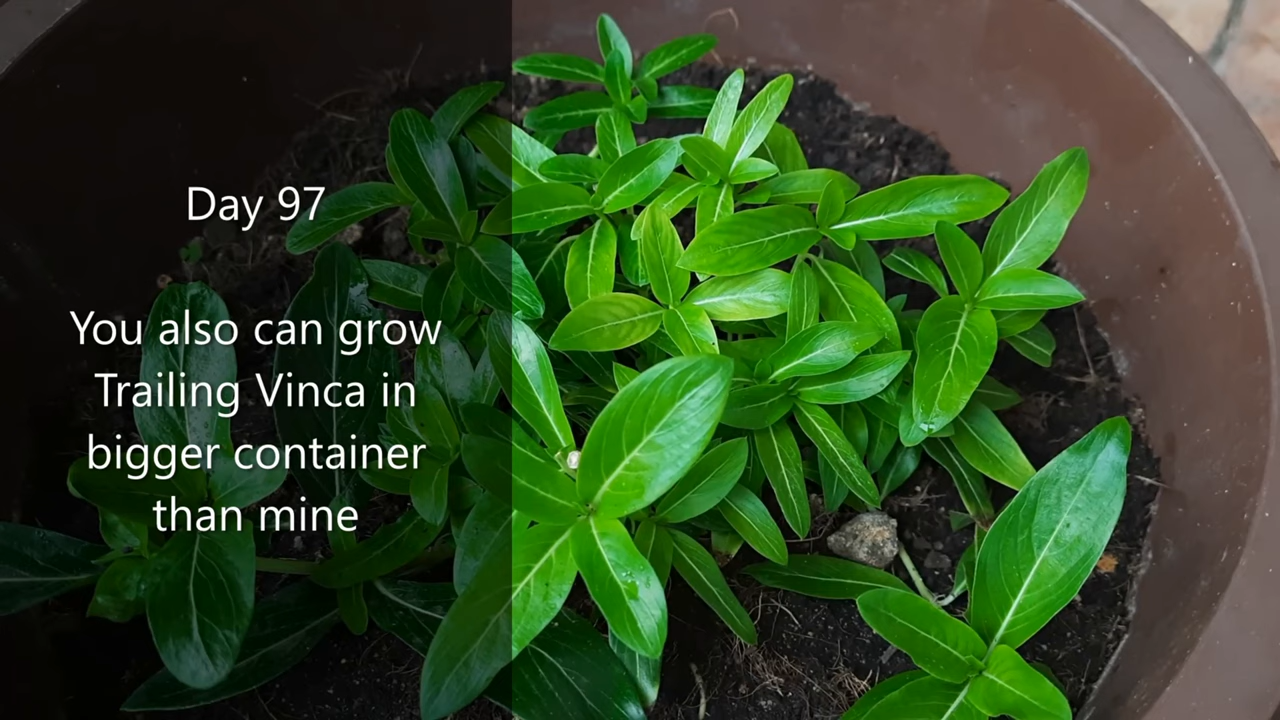 Day 97
You also can grow
Trailing Vinca in
bigger container
than mine